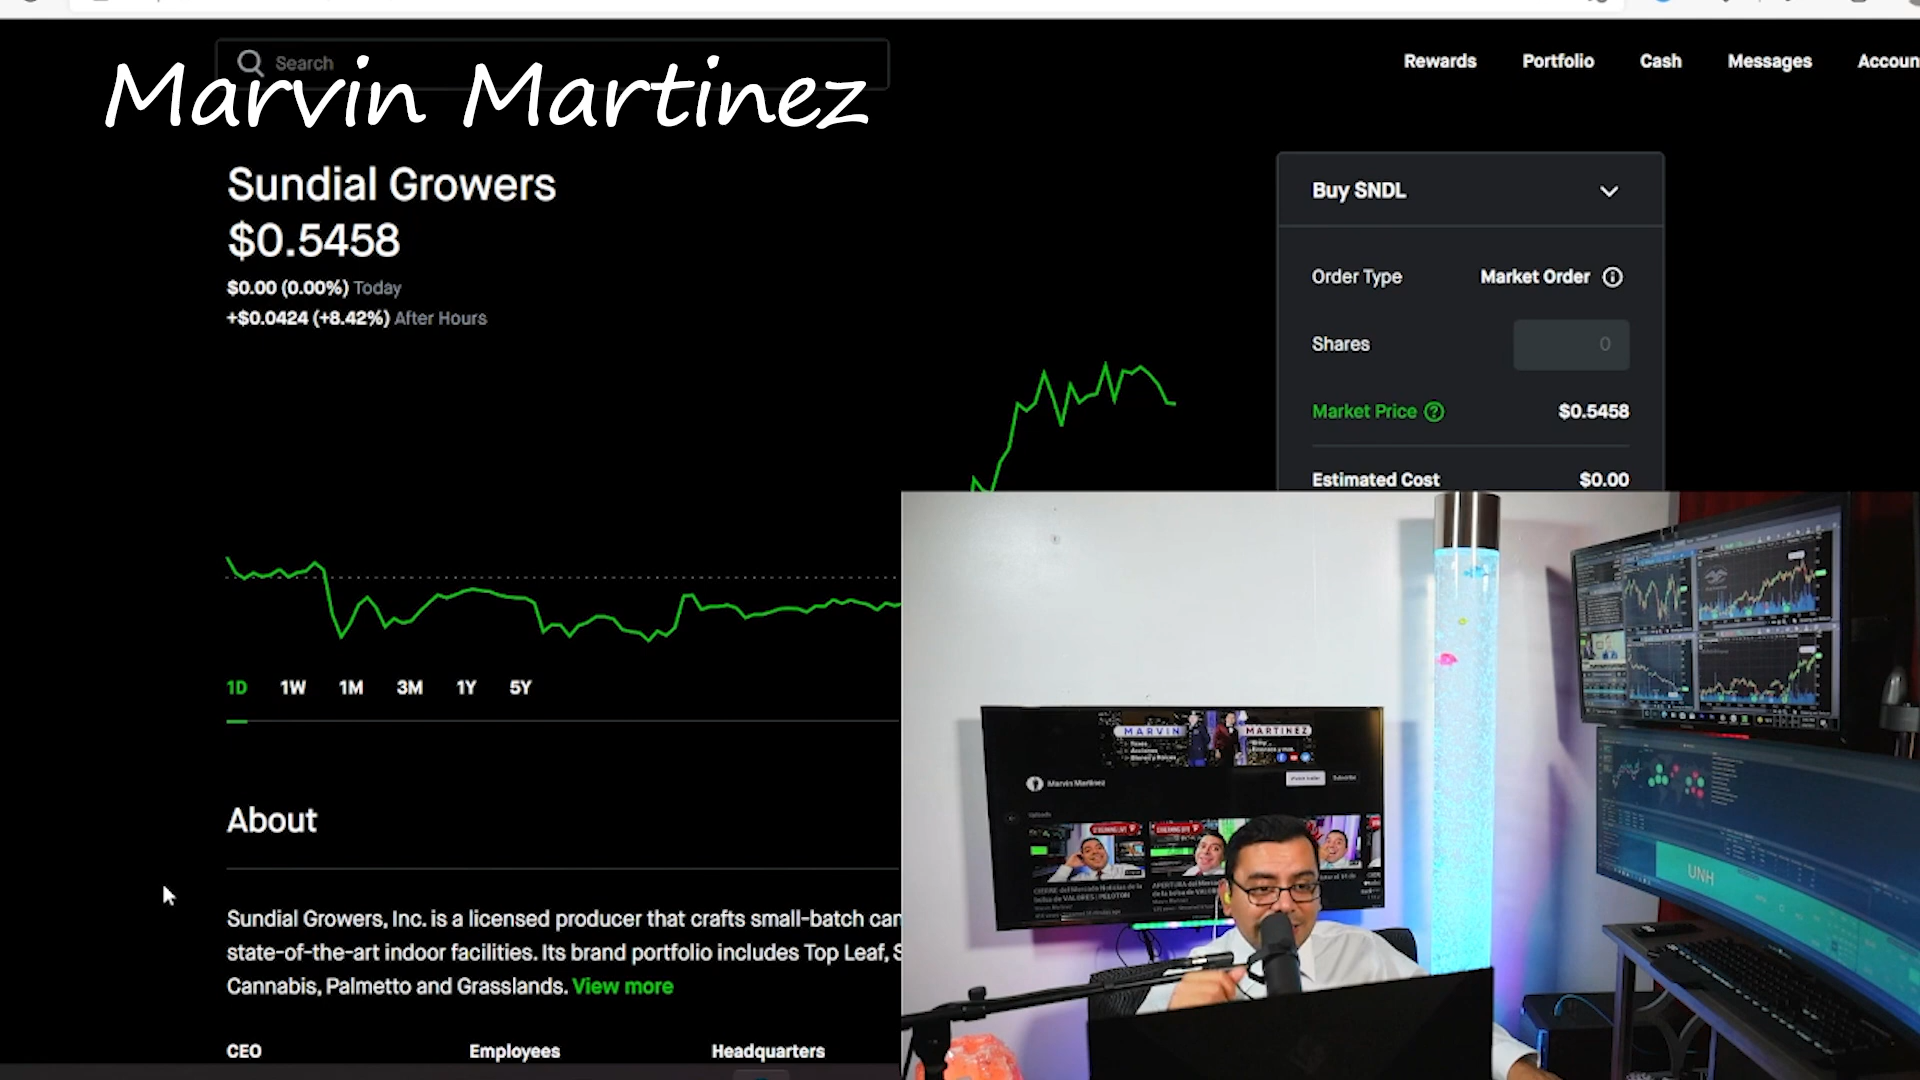 Search
Marvin Martinez
Rewards
Portfolio
Cash
Messages
Accoun
Sundial Growers
$0.5458
$0.00 (0.00%) Today
+$0.0424 (+8.42%) After Hours
Buy SNDL
Order Type Market Order
Shares 0
Market Price $0.5458
Estimated Cost $0.00
1D 1W 1M 3M 1Y 5Y
About
Sundial Growers, Inc. is a licensed producer that crafts small-batch can
state-of-the-art indoor facilities. Its brand portfolio includes Top Leaf, S
Cannabis, Palmetto and Grasslands. View more
CEO Employees Headquarters
MARVIN MARTINEZ
Marvin Martinez
UNH